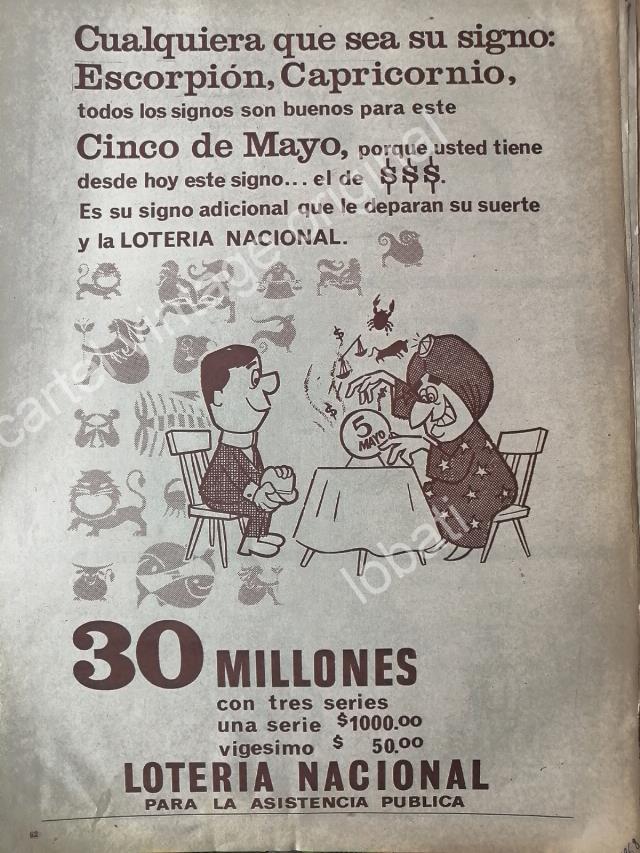 Cualquiera que sea su signo:
Escorpión, Capricornio,
todos los signos son buenos para este
Cinco de Mayo, porque usted tiene
desde hoy este signo... el de $$$.
Es su signo adicional que le deparan su suerte
y la LOTERIA NACIONAL.
$
$
5
MAYO
30 MILLONES
con tres series
una serie $1000.00
vigesimo $ 50.00
LOTERIA NACIONAL
PARA LA ASISTENCIA PUBLICA
62